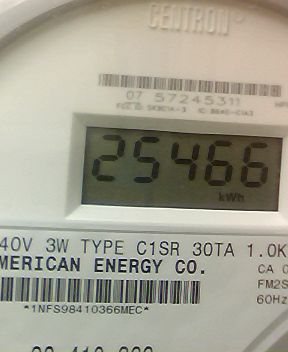 CENTRON
07 57245311
25466
kWh
40V 3W TYPE C1SR 30TA 1.0K
MERICAN ENERGY CO.
CA 0
FM2S
60Hz
*1NFS98410366MEC*